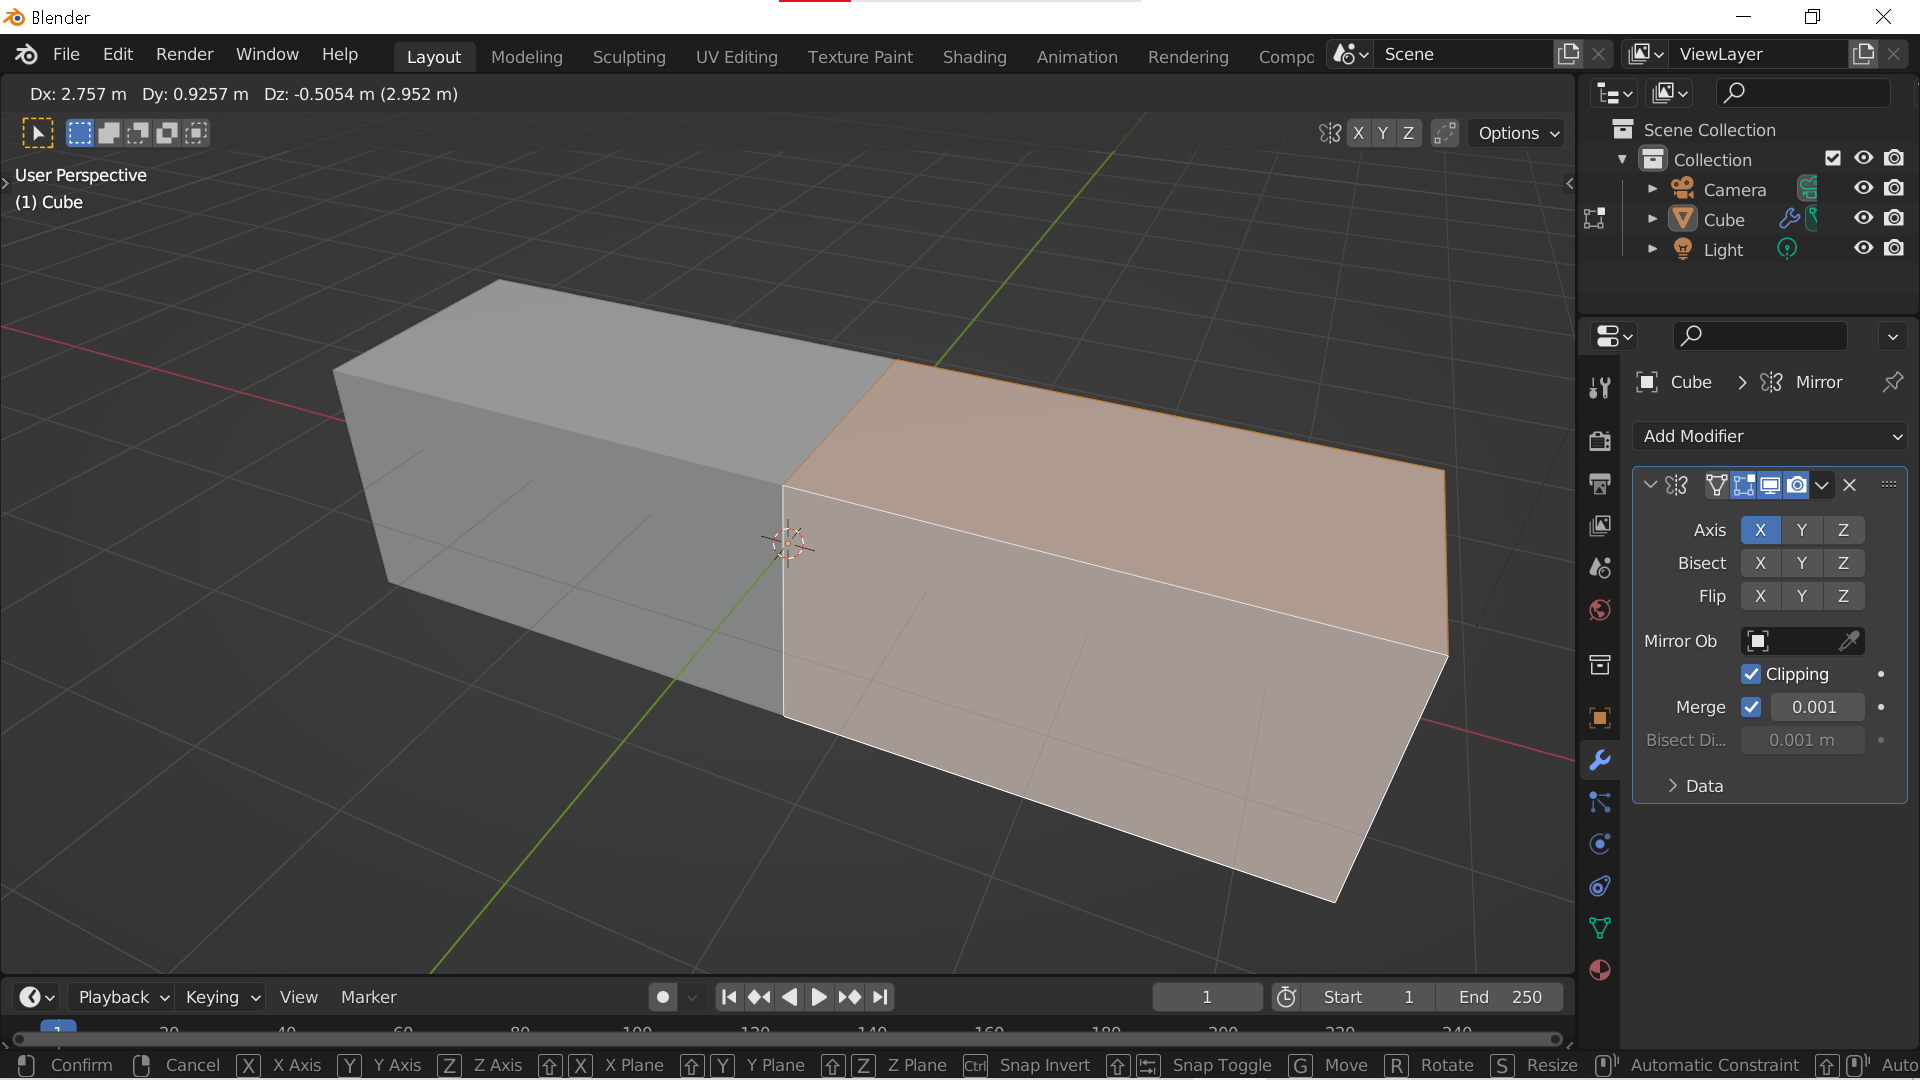 Blender
File Edit Render Window Help Layout Modeling Sculpting UV Editing Texture Paint Shading Animation Rendering Compo Scene ViewLayer
Dx: 2.757 m Dy: 0.9257 m Dz: -0.5054 m (2.952 m)
X Y Z Options
User Perspective
(1) Cube
Scene Collection
Collection
Camera
Cube
Light
Cube Mirror
Add Modifier
Axis X Y Z
Bisect X Y Z
Flip X Y Z
Mirror Ob
Clipping
Merge 0.001
Bisect Di... 0.001 m
Data
Playback Keying View Marker 1 Start 1 End 250
1 20 40 60 80 100 120 140 160 180 200 220 240
Confirm Cancel X X Axis Y Y Axis Z Z Axis X X Plane Y Y Plane Z Z Plane Ctrl Snap Invert Snap Toggle G Move R Rotate S Resize Automatic Constraint Auto